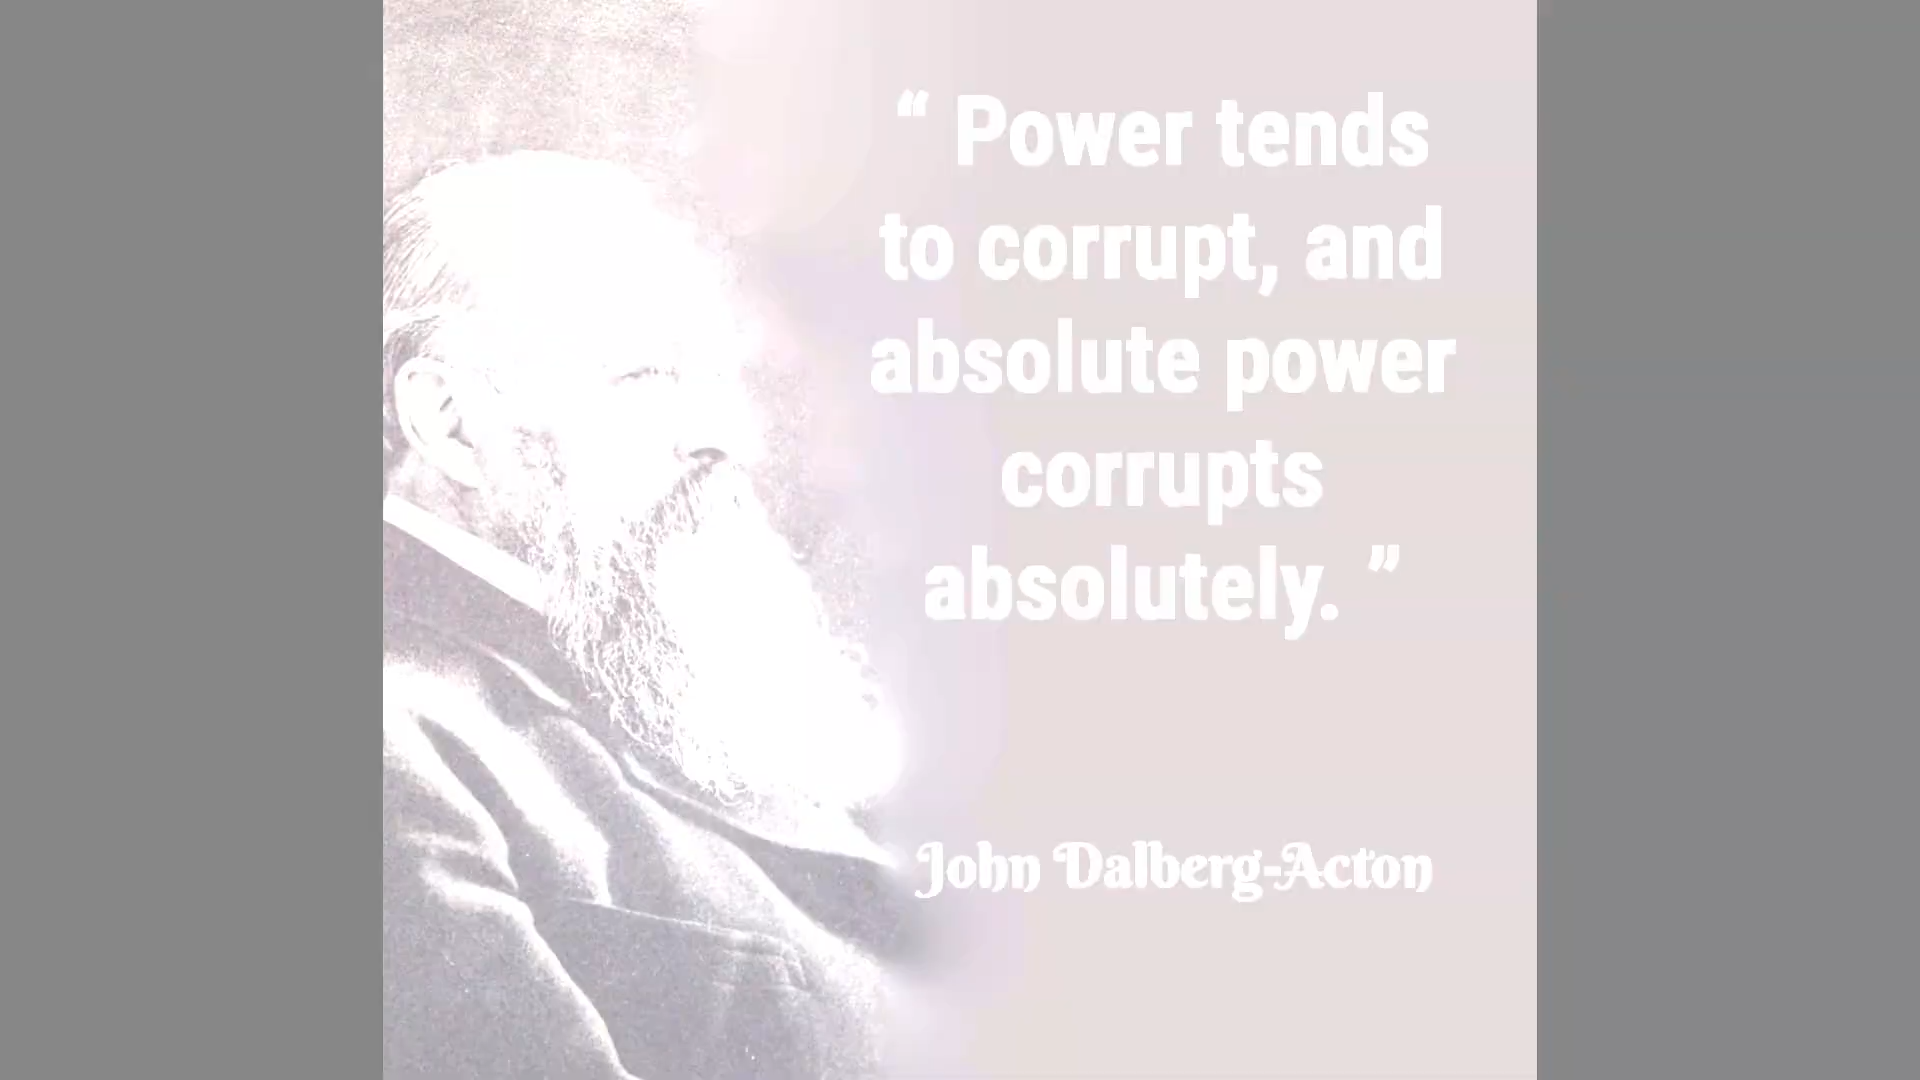 “ Power tends
to corrupt, and
absolute power
corrupts
absolutely. ”
John Dalberg-Acton